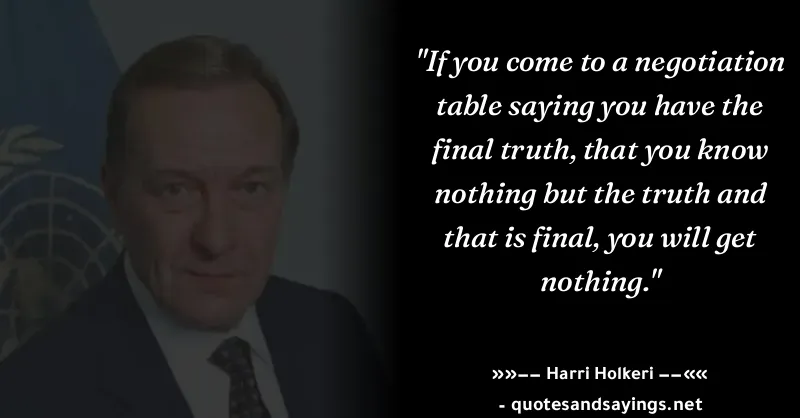 "If you come to a negotiation
table saying you have the
final truth, that you know
nothing but the truth and
that is final, you will get
nothing."
»»−− Harri Holkeri −−««
- quotesandsayings.net